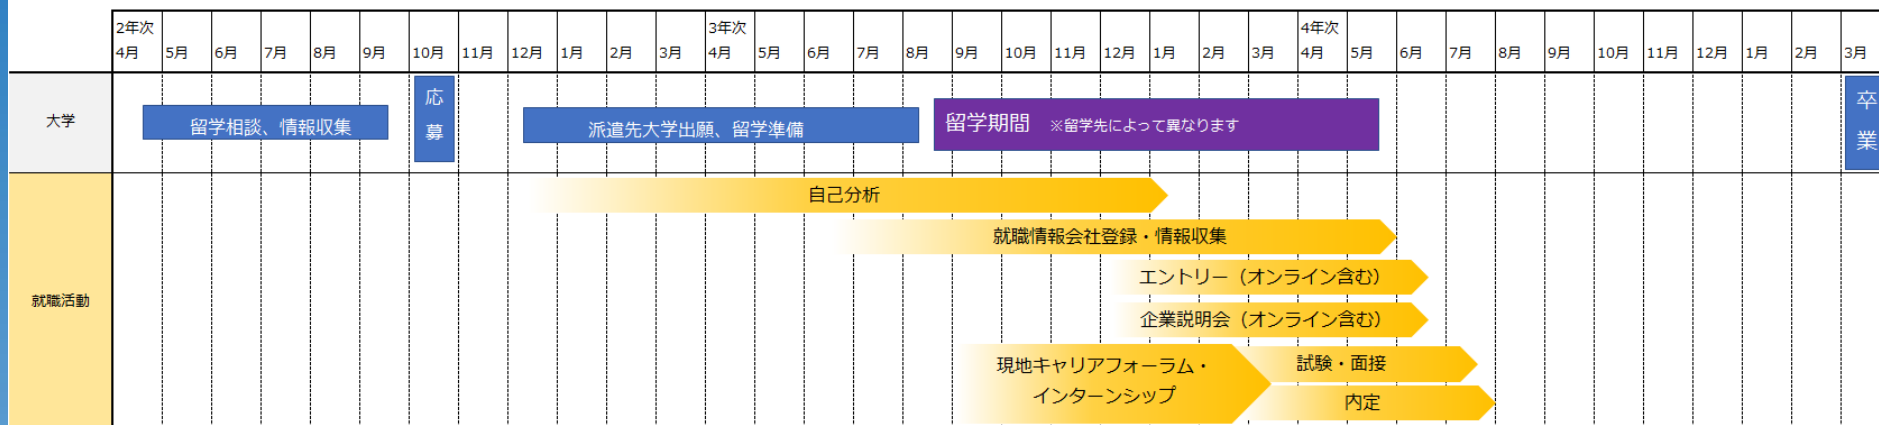 2年次 3年次 4年次
4月 5月 6月 7月 8月 9月 10月 11月 12月 1月 2月 3月 4月 5月 6月 7月 8月 9月 10月 11月 12月 1月 2月 3月 4月 5月 6月 7月 8月 9月 10月 11月 12月 1月 2月 3月
大学
留学相談、情報収集
応募
派遣先大学出願、留学準備
留学期間 ※留学先によって異なります
卒業
就職活動
自己分析
就職情報会社登録・情報収集
エントリー（オンライン含む）
企業説明会（オンライン含む）
現地キャリアフォーラム・
インターンシップ
試験・面接
内定